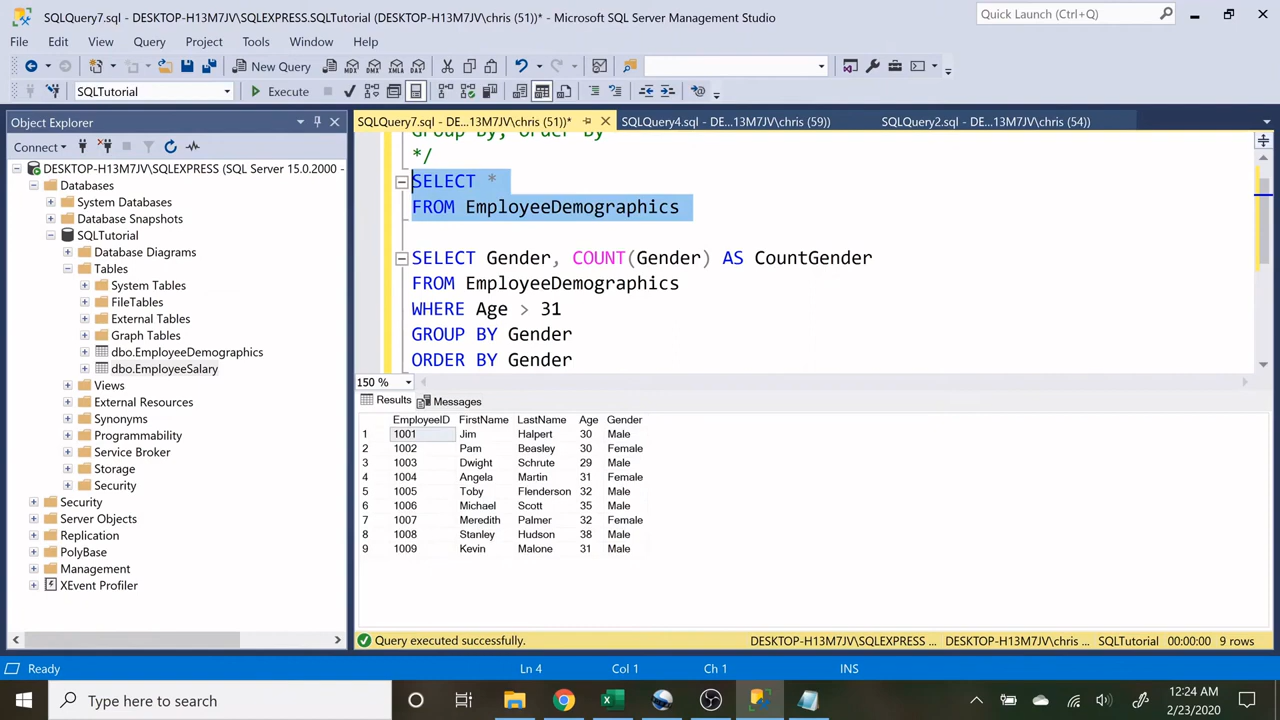 SQLQuery7.sql - DESKTOP-H13M7JV\SQLEXPRESS.SQLTutorial (DESKTOP-H13M7JV\chris (51))* - Microsoft SQL Server Management Studio
Quick Launch (Ctrl+Q)
File Edit View Query Project Tools Window Help
New Query MDX DMX XMLA DAX
SQLTutorial Execute
Object Explorer
SQLQuery7.sql - DE...13M7JV\chris (51))* SQLQuery4.sql - DE...13M7JV\chris (59)) SQLQuery2.sql - DE...13M7JV\chris (54))
Connect
DESKTOP-H13M7JV\SQLEXPRESS (SQL Server 15.0.2000 -
Databases
System Databases
Database Snapshots
SQLTutorial
Database Diagrams
Tables
System Tables
FileTables
External Tables
Graph Tables
dbo.EmployeeDemographics
dbo.EmployeeSalary
Views
External Resources
Synonyms
Programmability
Service Broker
Storage
Security
Security
Server Objects
Replication
PolyBase
Management
XEvent Profiler
Group By, Order By
*/
SELECT *
FROM EmployeeDemographics
SELECT Gender, COUNT(Gender) AS CountGender
FROM EmployeeDemographics
WHERE Age > 31
GROUP BY Gender
ORDER BY Gender
150 %
Results Messages
EmployeeID FirstName LastName Age Gender
1 1001 Jim Halpert 30 Male
2 1002 Pam Beasley 30 Female
3 1003 Dwight Schrute 29 Male
4 1004 Angela Martin 31 Female
5 1005 Toby Flenderson 32 Male
6 1006 Michael Scott 35 Male
7 1007 Meredith Palmer 32 Female
8 1008 Stanley Hudson 38 Male
9 1009 Kevin Malone 31 Male
Query executed successfully. DESKTOP-H13M7JV\SQLEXPRESS ... DESKTOP-H13M7JV\chris ... SQLTutorial 00:00:00 9 rows
Ready Ln 4 Col 1 Ch 1 INS
Type here to search
12:24 AM
2/23/2020